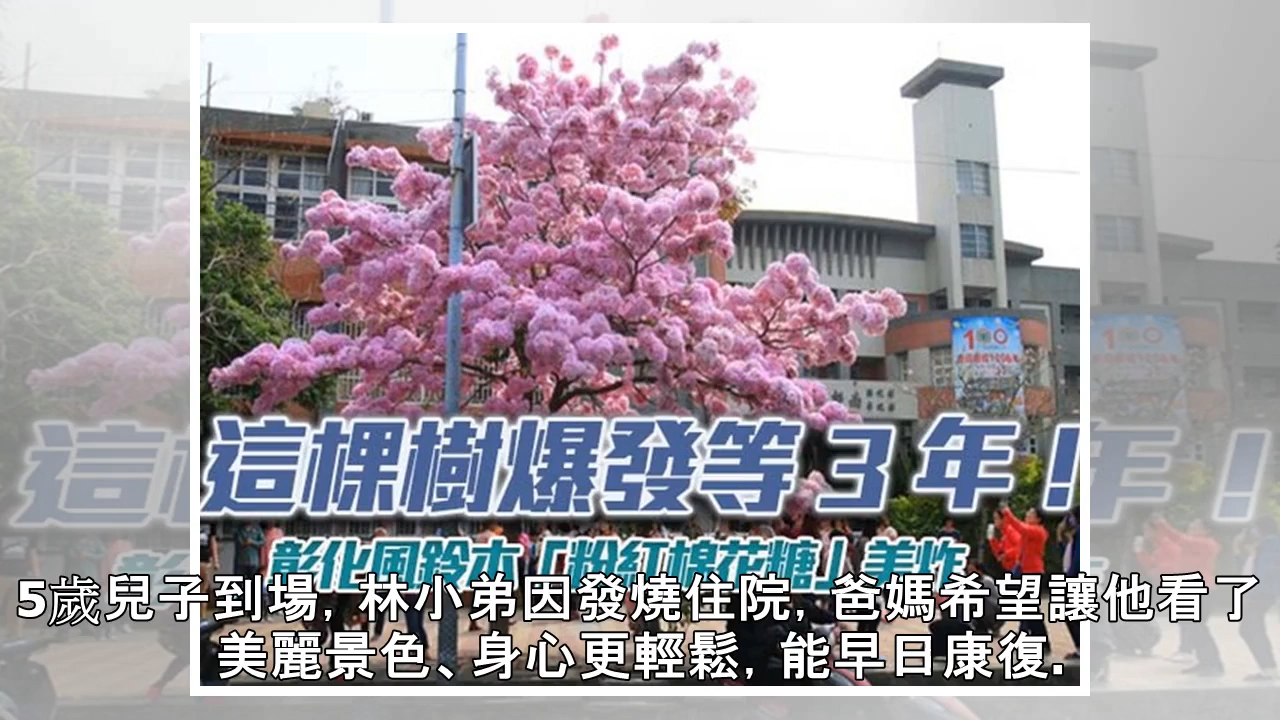 100
這棵樹爆發等3年!
彰化風鈴木「粉紅棉花糖」美炸
5歲兒子到場, 林小弟因發燒住院, 爸媽希望讓他看了
美麗景色、身心更輕鬆, 能早日康復.